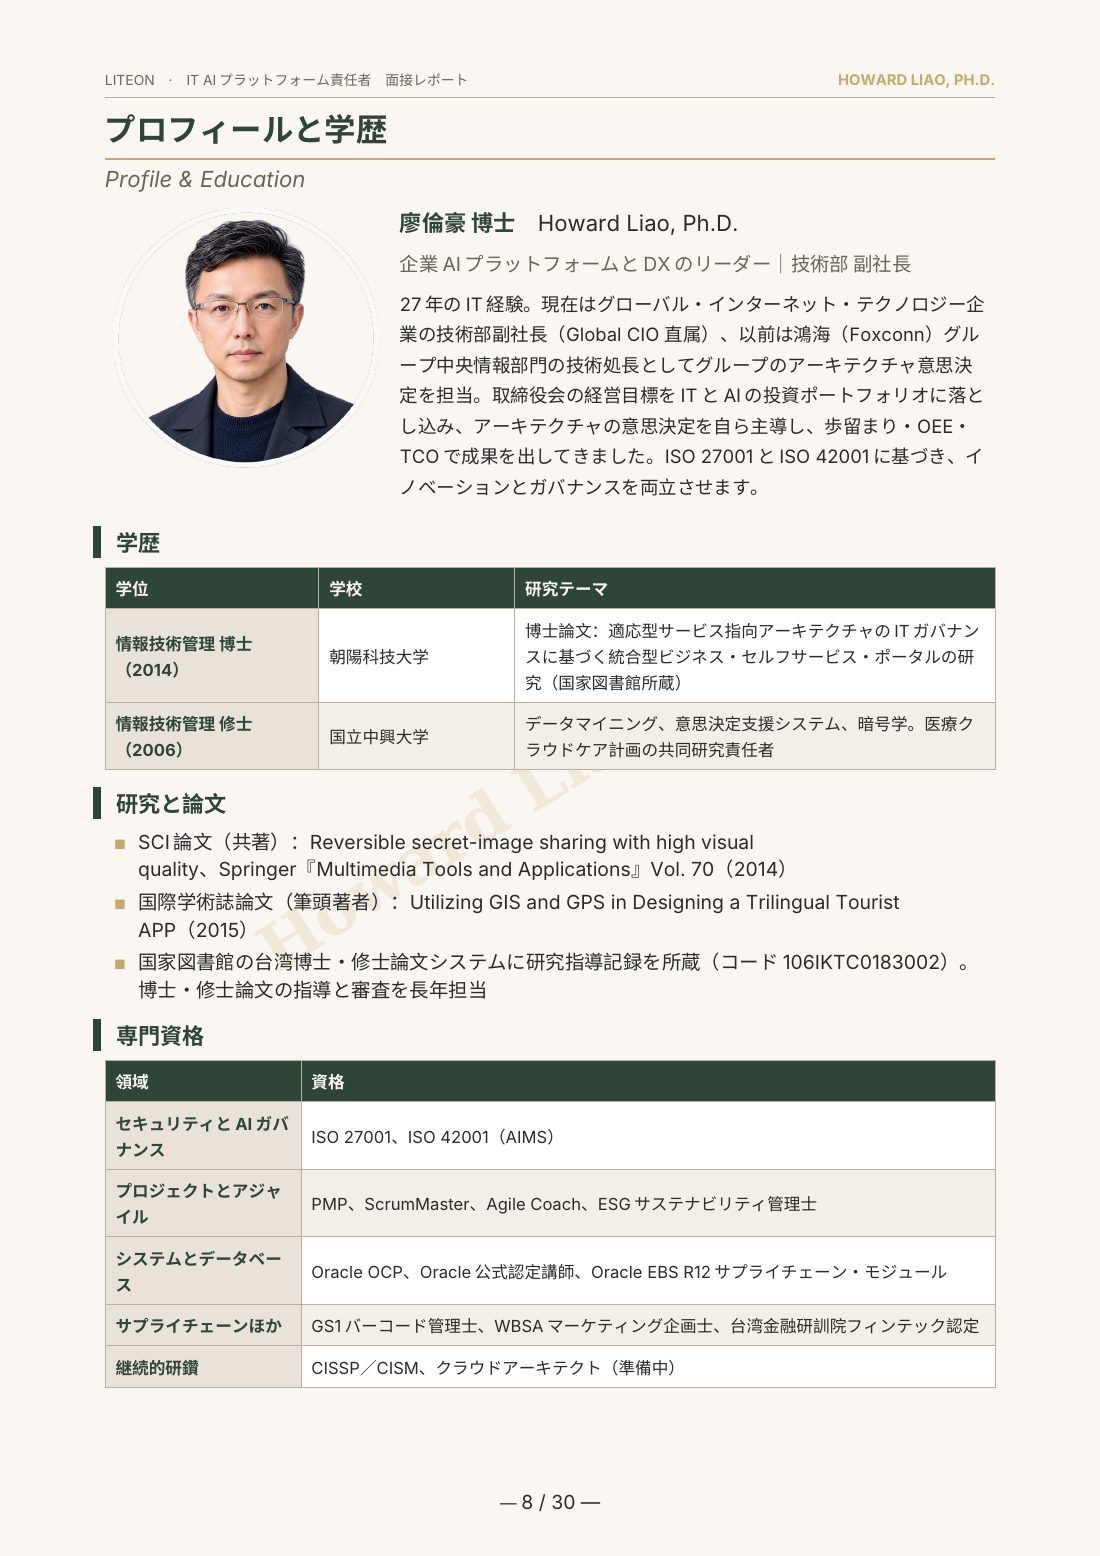 LITEON · IT AI プラットフォーム責任者 面接レポート
HOWARD LIAO, PH.D.
プロフィールと学歴
Profile & Education
廖倫豪 博士 Howard Liao, Ph.D.
企業 AI プラットフォームと DX のリーダー｜技術部 副社長
27 年の IT 経験。現在はグローバル・インターネット・テクノロジー企
業の技術部副社長（Global CIO 直属）、以前は鴻海（Foxconn）グル
ープ中央情報部門の技術処長としてグループのアーキテクチャ意思決
定を担当。取締役会の経営目標を IT と AI の投資ポートフォリオに落と
し込み、アーキテクチャの意思決定を自ら主導し、歩留まり・OEE・
TCO で成果を出してきました。ISO 27001 と ISO 42001 に基づき、イ
ノベーションとガバナンスを両立させます。
学歴
学位 学校 研究テーマ
情報技術管理 博士
（2014）
朝陽科技大学
博士論文：適応型サービス指向アーキテクチャの IT ガバナン
スに基づく統合型ビジネス・セルフサービス・ポータルの研
究（国家図書館所蔵）
情報技術管理 修士
（2006）
国立中興大学
データマイニング、意思決定支援システム、暗号学。医療ク
ラウドケア計画の共同研究責任者
研究と論文
■ SCI 論文（共著）：Reversible secret-image sharing with high visual
quality、Springer『Multimedia Tools and Applications』Vol. 70（2014）
■ 国際学術誌論文（筆頭著者）：Utilizing GIS and GPS in Designing a Trilingual Tourist
APP（2015）
■ 国家図書館の台湾博士・修士論文システムに研究指導記録を所蔵（コード 106IKTC0183002）。
博士・修士論文の指導と審査を長年担当
Howard Li
専門資格
領域 資格
セキュリティと AI ガバ
ナンス
ISO 27001、ISO 42001（AIMS）
プロジェクトとアジャ
イル
PMP、ScrumMaster、Agile Coach、ESG サステナビリティ管理士
システムとデータベー
ス
Oracle OCP、Oracle 公式認定講師、Oracle EBS R12 サプライチェーン・モジュール
サプライチェーンほか
GS1 バーコード管理士、WBSA マーケティング企画士、台湾金融研訓院フィンテック認定
継続的研鑽
CISSP／CISM、クラウドアーキテクト（準備中）
— 8 / 30 —